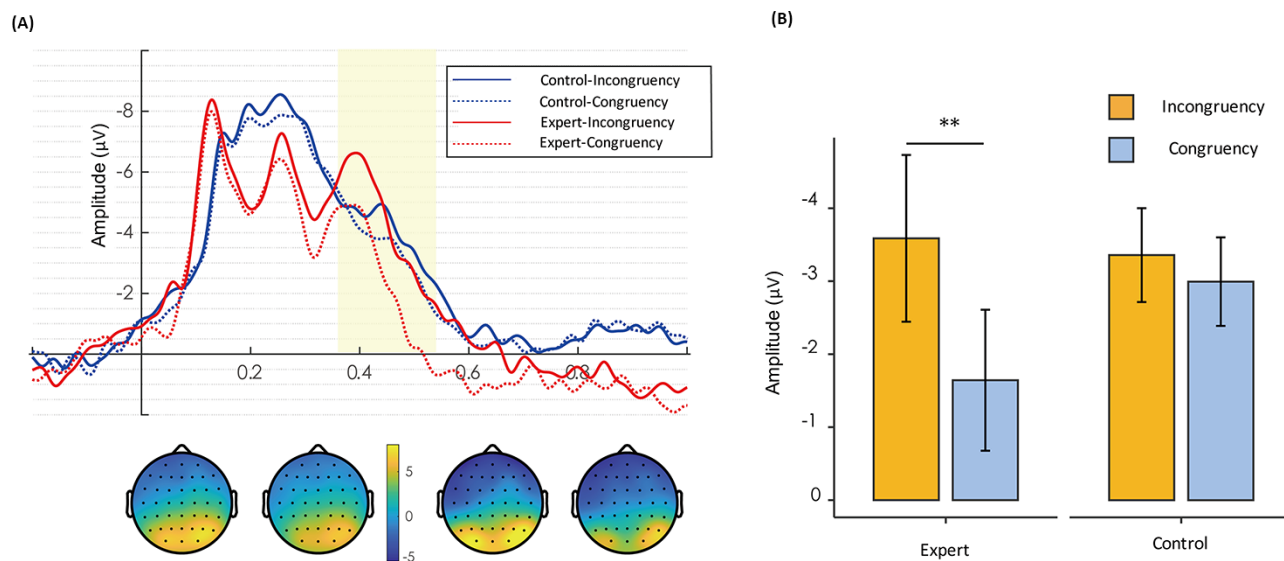 (A)
Amplitude (µV)
-8
-6
-4
-2
0.2
0.4
0.6
0.8
Control-Incongruency
Control-Congruency
Expert-Incongruency
Expert-Congruency
5
0
-5
(B)
Incongruency
Congruency
**
Amplitude (µV)
-4
-3
-2
-1
0
Expert
Control